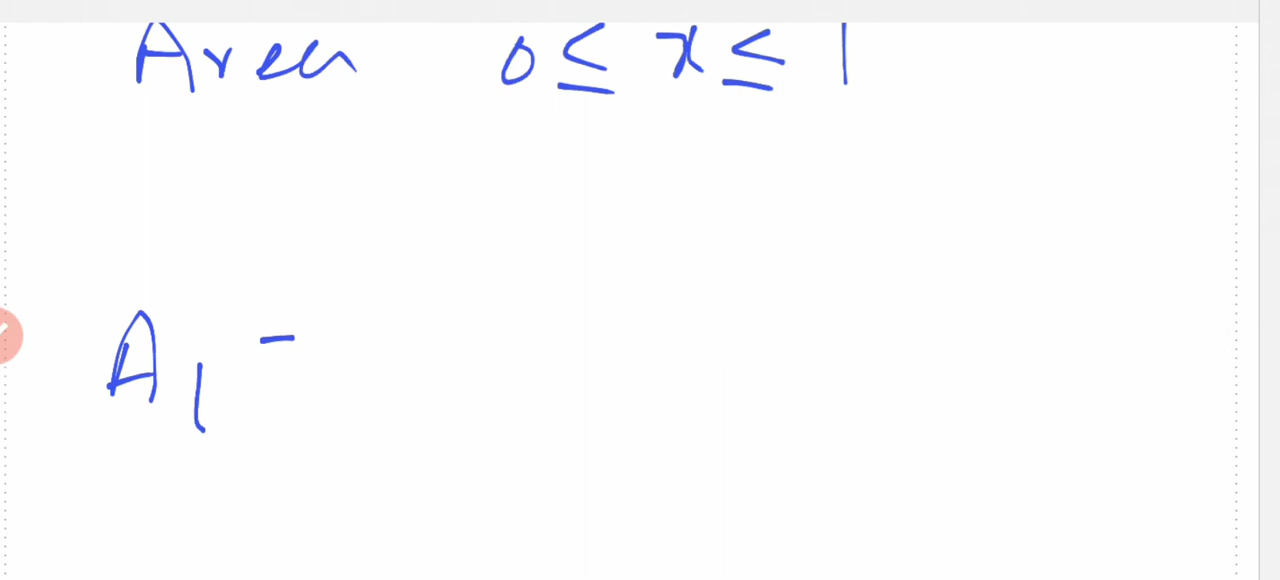 Area 0 ≤ x ≤ 1
A₁ -